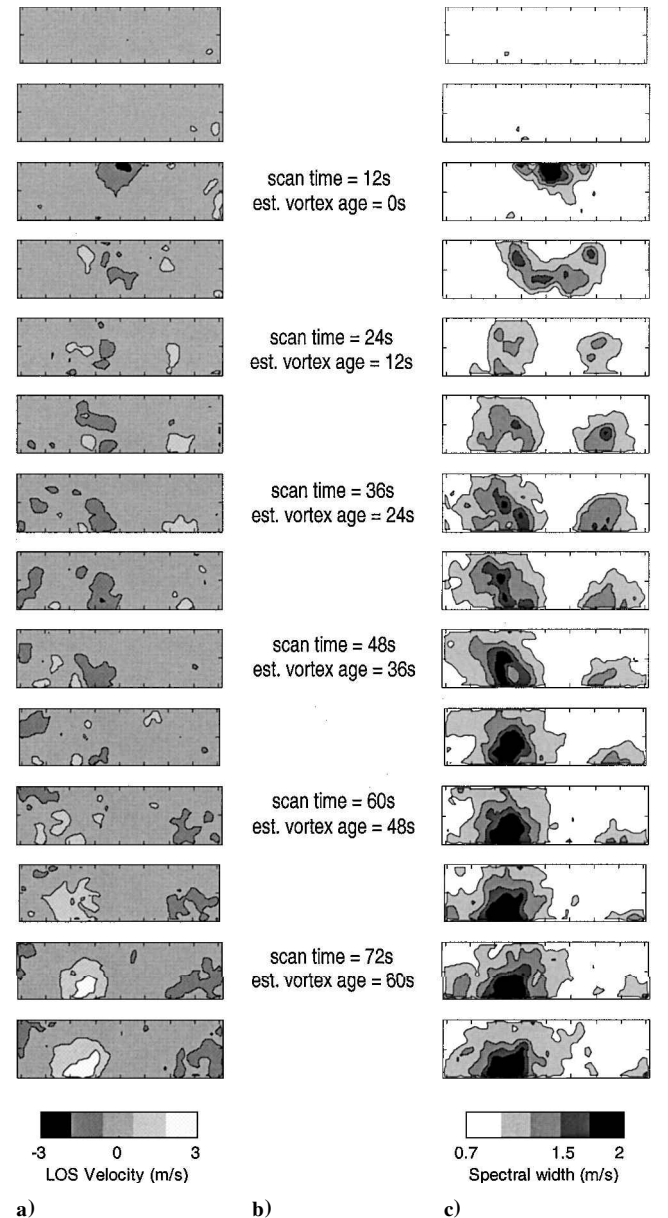 scan time = 12s
est. vortex age = 0s
scan time = 24s
est. vortex age = 12s
scan time = 36s
est. vortex age = 24s
scan time = 48s
est. vortex age = 36s
scan time = 60s
est. vortex age = 48s
scan time = 72s
est. vortex age = 60s
-3 0 3
LOS Velocity (m/s)
0.7 1.5 2
Spectral width (m/s)
a) b) c)